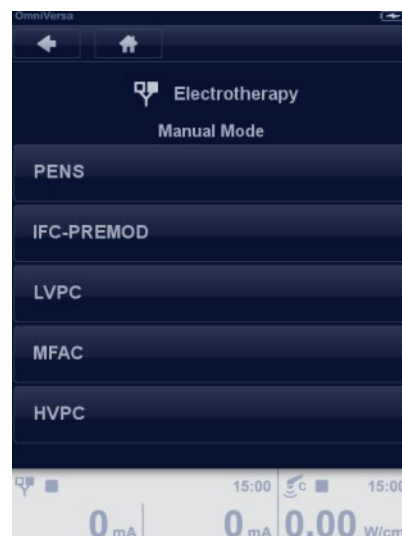 OmniVersa
Electrotherapy
Manual Mode
PENS
IFC-PREMOD
LVPC
MFAC
HVPC
15:00 C 15:00
0 mA 0 mA 0.00 W/cm